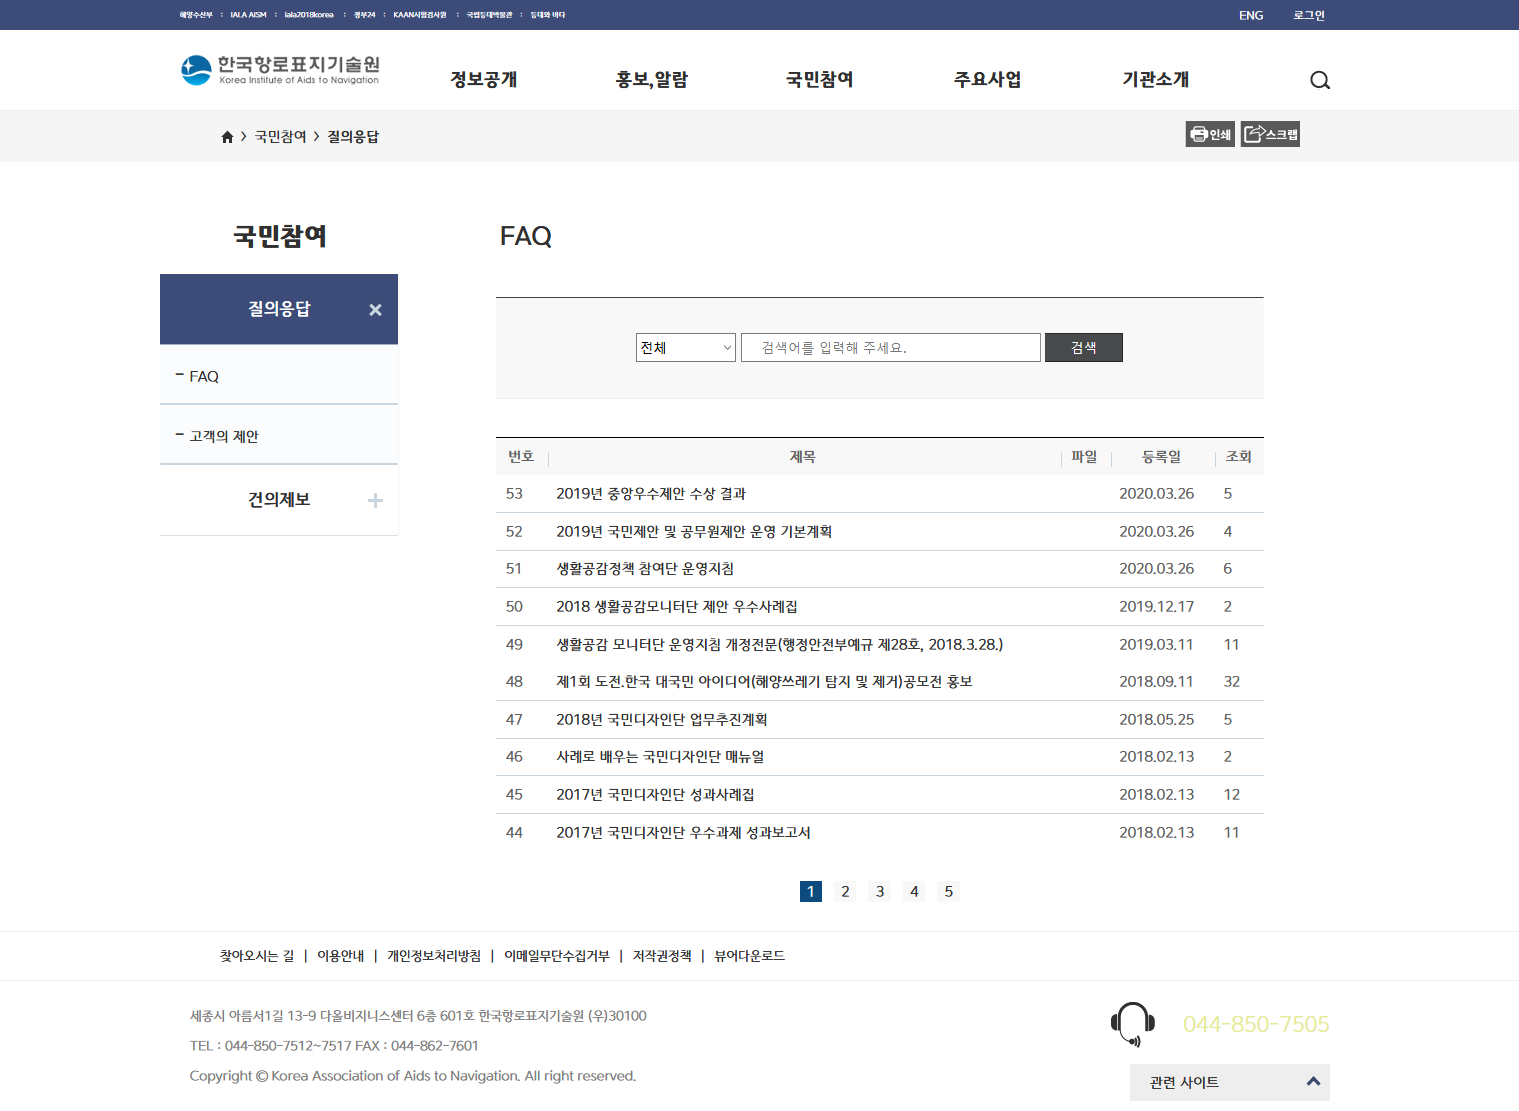 해양수산부 : IALA AISM : Iala2018korea : 정부24 : KAAN시험검사원 : 국립등대박물관 : 등대와 바다 ENG 로그인
한국항로표지기술원
Korea Institute of Aids to Navigation
정보공개 홍보,알람 국민참여 주요사업 기관소개
국민참여 > 질의응답 인쇄 스크랩
국민참여
질의응답
- FAQ
- 고객의 제안
건의제보
FAQ
전체 검색어를 입력해 주세요. 검색
번호 제목 파일 등록일 조회
53 2019년 중앙우수제안 수상 결과 2020.03.26 5
52 2019년 국민제안 및 공무원제안 운영 기본계획 2020.03.26 4
51 생활공감정책 참여단 운영지침 2020.03.26 6
50 2018 생활공감모니터단 제안 우수사례집 2019.12.17 2
49 생활공감 모니터단 운영지침 개정전문(행정안전부예규 제28호, 2018.3.28.) 2019.03.11 11
48 제1회 도전.한국 대국민 아이디어(해양쓰레기 탐지 및 제거)공모전 홍보 2018.09.11 32
47 2018년 국민디자인단 업무추진계획 2018.05.25 5
46 사례로 배우는 국민디자인단 매뉴얼 2018.02.13 2
45 2017년 국민디자인단 성과사례집 2018.02.13 12
44 2017년 국민디자인단 우수과제 성과보고서 2018.02.13 11
1 2 3 4 5
찾아오시는 길 | 이용안내 | 개인정보처리방침 | 이메일무단수집거부 | 저작권정책 | 뷰어다운로드
세종시 아름서1길 13-9 다올비지니스센터 6층 601호 한국항로표지기술원 (우)30100
TEL : 044-850-7512~7517 FAX : 044-862-7601
Copyright © Korea Association of Aids to Navigation. All right reserved.
044-850-7505
관련 사이트